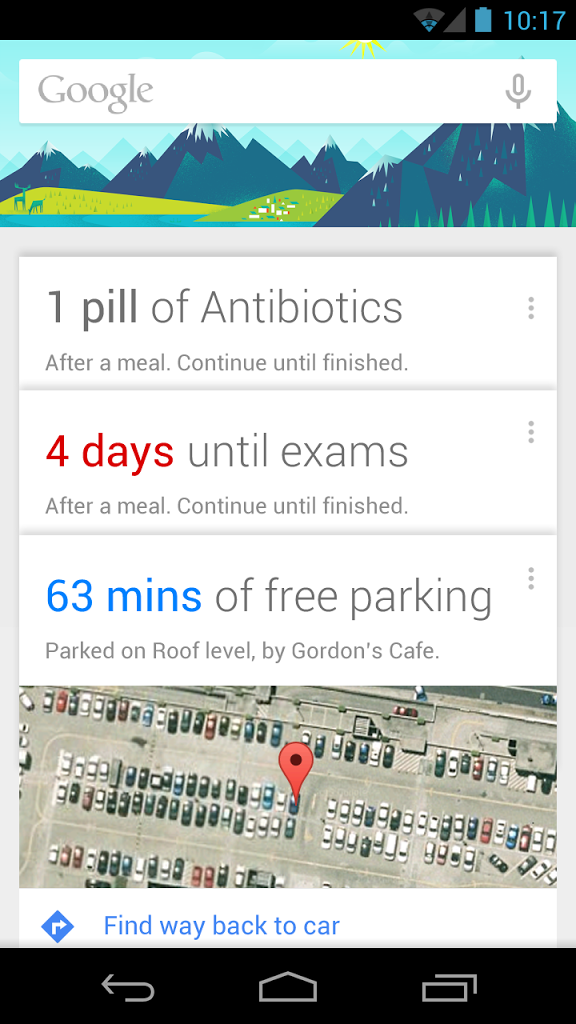 10:17
Google
1 pill of Antibiotics
After a meal. Continue until finished.
4 days until exams
After a meal. Continue until finished.
63 mins of free parking
Parked on Roof level, by Gordon's Cafe.
Find way back to car